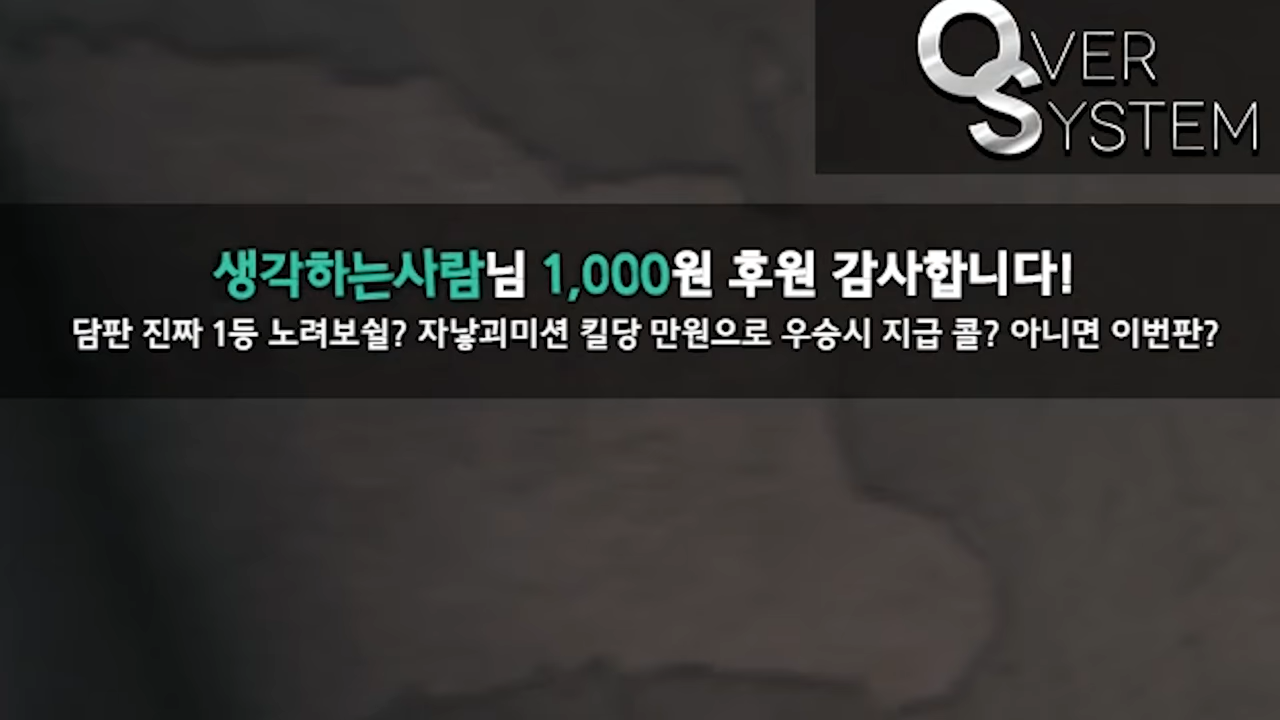 OVER
SYSTEM
생각하는사람님 1,000원 후원 감사합니다!
담판 진짜 1등 노려보쉴? 자낳괴미션 킬당 만원으로 우승시 지급 콜? 아니면 이번판?